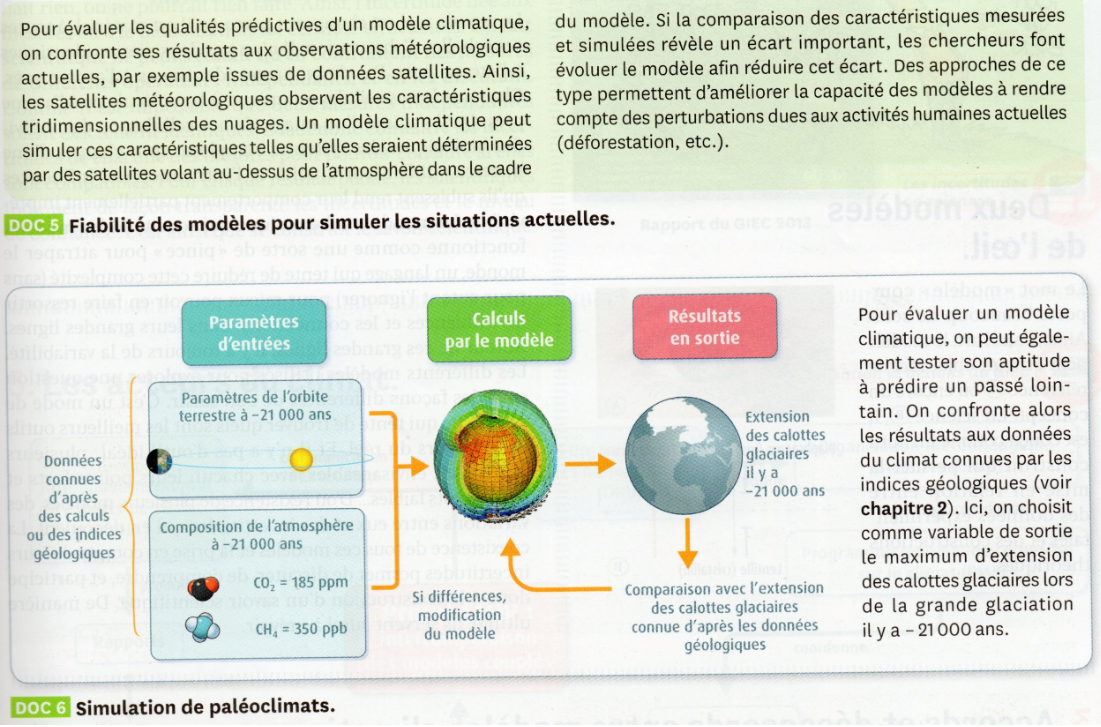 Pour évaluer les qualités prédictives d'un modèle climatique,
on confronte ses résultats aux observations météorologiques
actuelles, par exemple issues de données satellites. Ainsi,
les satellites météorologiques observent les caractéristiques
tridimensionnelles des nuages. Un modèle climatique peut
simuler ces caractéristiques telles qu'elles seraient déterminées
par des satellites volant au-dessus de l'atmosphère dans le cadre
du modèle. Si la comparaison des caractéristiques mesurées
et simulées révèle un écart important, les chercheurs font
évoluer le modèle afin réduire cet écart. Des approches de ce
type permettent d'améliorer la capacité des modèles à rendre
compte des perturbations dues aux activités humaines actuelles
(déforestation, etc.).
DOC 5 Fiabilité des modèles pour simuler les situations actuelles.
Paramètres
d'entrées
Calculs
par le modèle
Résultats
en sortie
Données
connues
d'après
des calculs
ou des indices
géologiques
Paramètres de l'orbite
terrestre à –21 000 ans
Composition de l'atmosphère
à –21 000 ans
CO₂ = 185 ppm
CH₄ = 350 ppb
Si différences,
modification
du modèle
Extension
des calottes
glaciaires
il y a
–21 000 ans
Comparaison avec l'extension
des calottes glaciaires
connue d'après les données
géologiques
Pour évaluer un modèle
climatique, on peut égale-
ment tester son aptitude
à prédire un passé loin-
tain. On confronte alors
les résultats aux données
du climat connues par les
indices géologiques (voir
chapitre 2). Ici, on choisit
comme variable de sortie
le maximum d'extension
des calottes glaciaires lors
de la grande glaciation
il y a – 21 000 ans.
DOC 6 Simulation de paléoclimats.